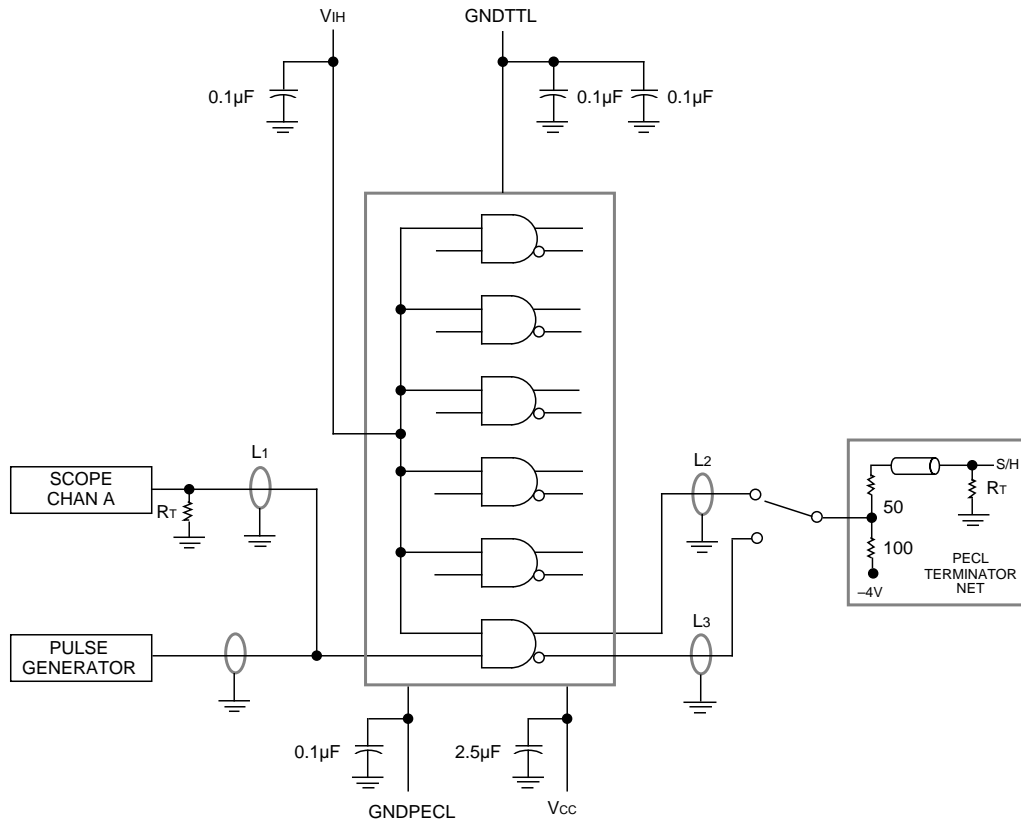 VIH
GNDTTL
0.1µF
0.1µF
0.1µF
SCOPE
CHAN A
RT
L1
L2
S/H
RT
50
100
–4V
PECL
TERMINATOR
NET
PULSE
GENERATOR
L3
0.1µF
2.5µF
GNDPECL
VCC